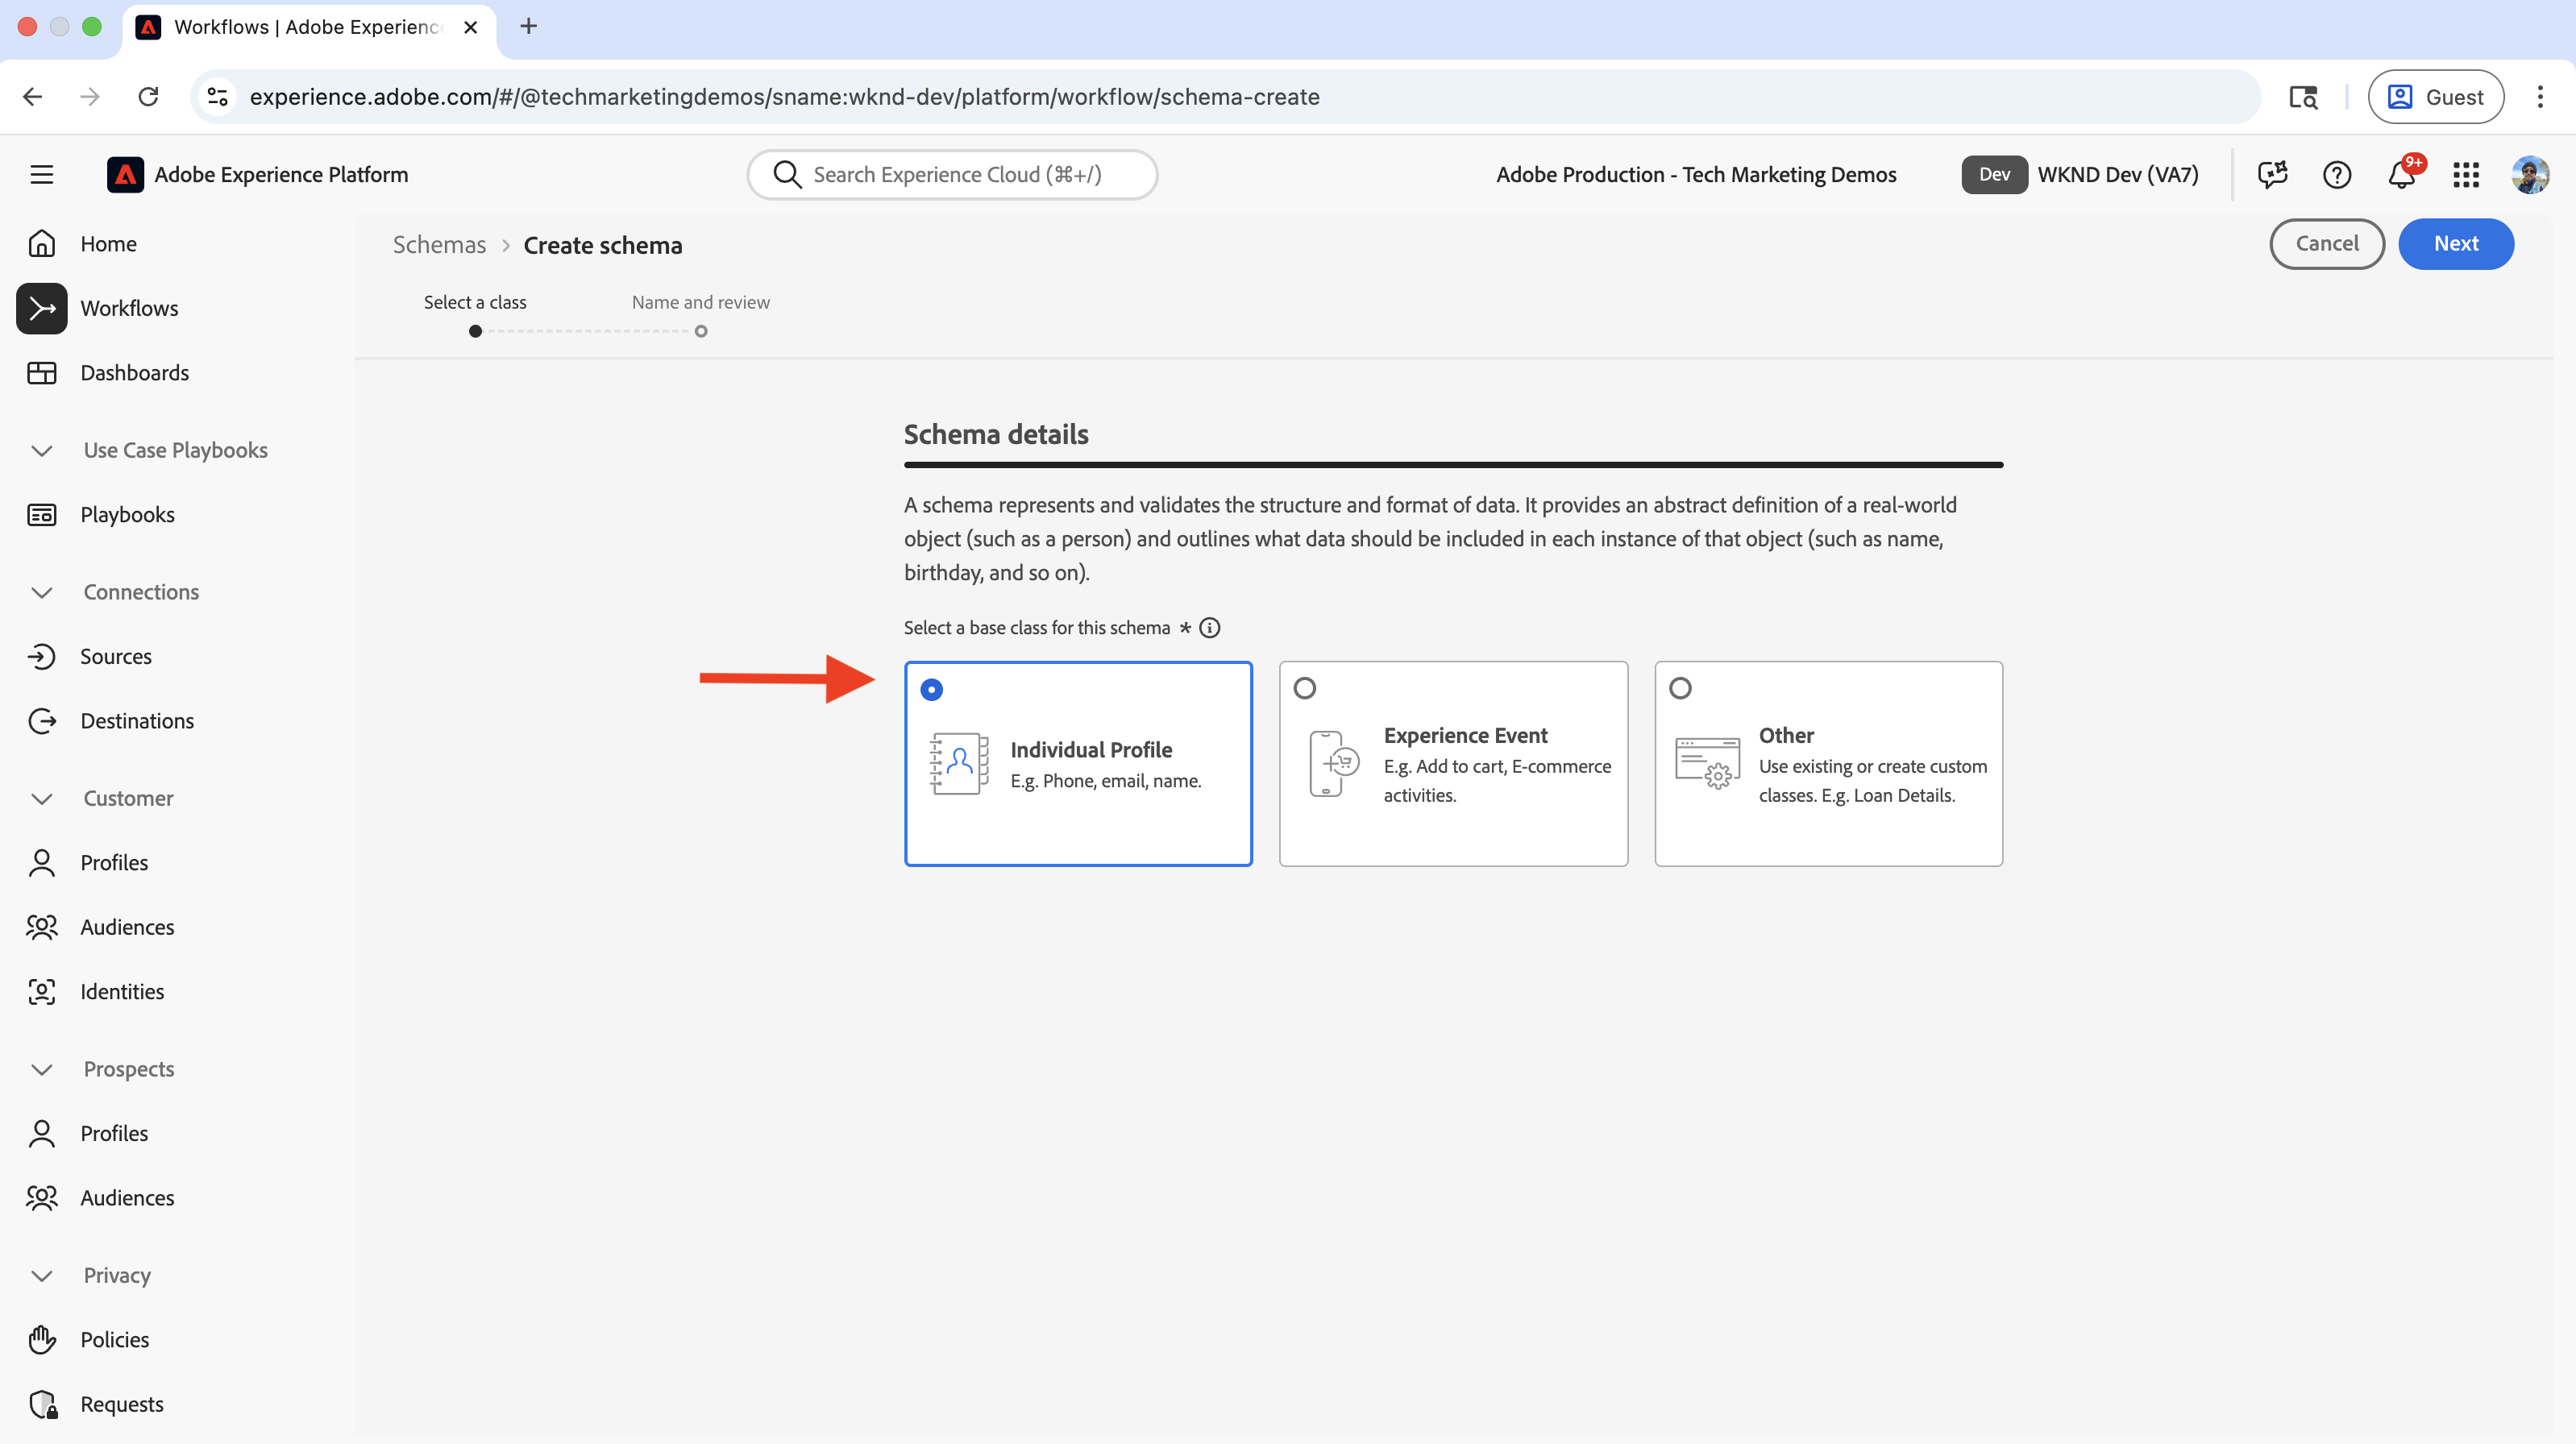 Workflows | Adobe Experienc
experience.adobe.com/#/@techmarketingdemos/sname:wknd-dev/platform/workflow/schema-create
Guest
Adobe Experience Platform
Search Experience Cloud (⌘+/)
Adobe Production - Tech Marketing Demos
Dev
WKND Dev (VA7)
9+
Home
Workflows
Dashboards
Use Case Playbooks
Playbooks
Connections
Sources
Destinations
Customer
Profiles
Audiences
Identities
Prospects
Profiles
Audiences
Privacy
Policies
Requests
Schemas > Create schema
Cancel
Next
Select a class
Name and review
Schema details
A schema represents and validates the structure and format of data. It provides an abstract definition of a real-world
object (such as a person) and outlines what data should be included in each instance of that object (such as name,
birthday, and so on).
Select a base class for this schema *
Individual Profile
E.g. Phone, email, name.
Experience Event
E.g. Add to cart, E-commerce
activities.
Other
Use existing or create custom
classes. E.g. Loan Details.